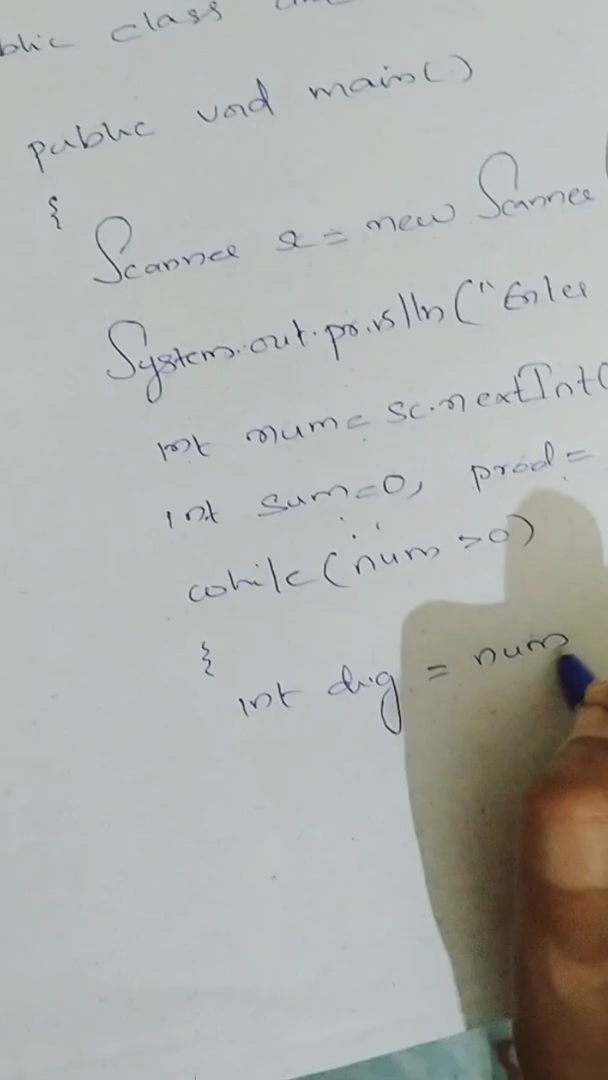 blic class
public void main()
{
Scanner s = new Scanner
System.out.println("Enter
int num = sc.nextInt(
int sum=0, prod =
while(num>0)
{
int dig = num